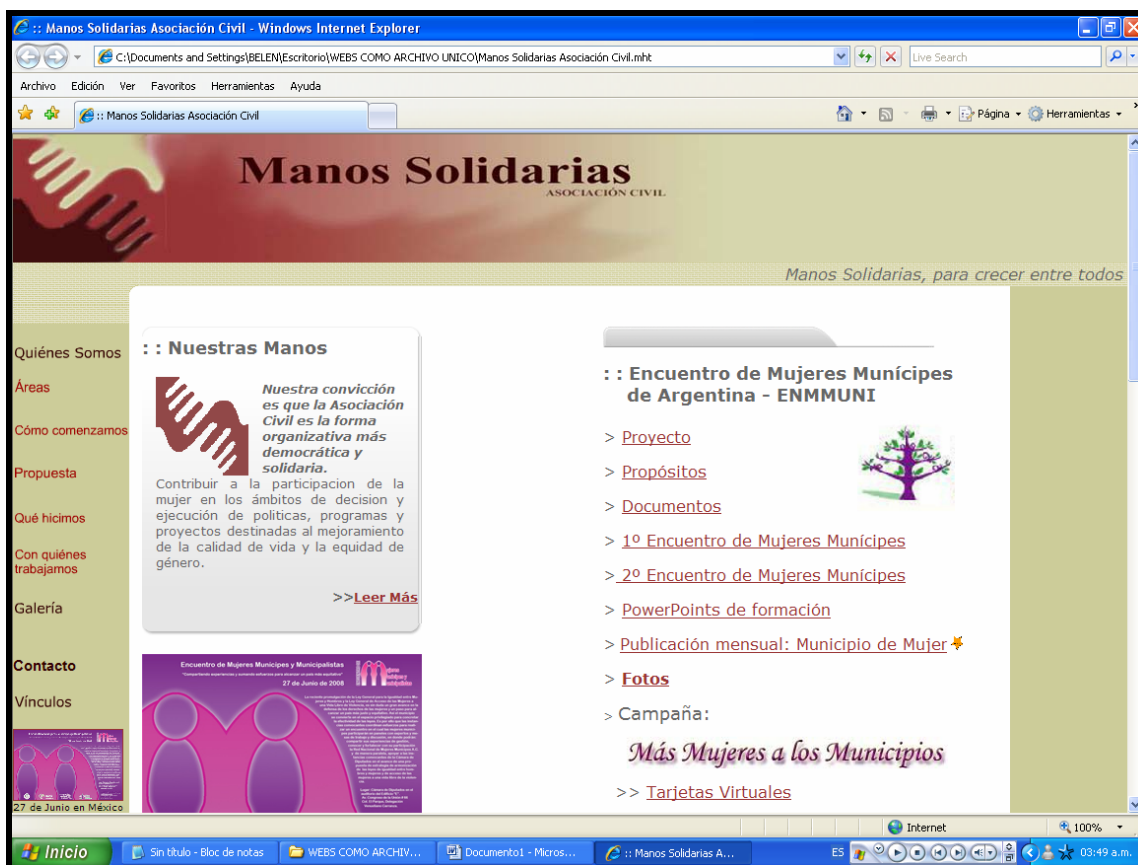 :: Manos Solidarias Asociación Civil - Windows Internet Explorer
C:\Documents and Settings\BELEN\Escritorio\WEBS COMO ARCHIVO UNICO\Manos Solidarias Asociación Civil.mht
Live Search
Archivo Edición Ver Favoritos Herramientas Ayuda
:: Manos Solidarias Asociación Civil
Página Herramientas
Manos Solidarias
ASOCIACIÓN CIVIL
Manos Solidarias, para crecer entre todos
Quiénes Somos
Áreas
Cómo comenzamos
Propuesta
Qué hicimos
Con quiénes
trabajamos
Galería
Contacto
Vínculos
27 de Junio en México
: : Nuestras Manos
Nuestra convicción
es que la Asociación
Civil es la forma
organizativa más
democrática y
solidaria.
Contribuir a la participacion de la
mujer en los ámbitos de decision y
ejecución de politicas, programas y
proyectos destinadas al mejoramiento
de la calidad de vida y la equidad de
género.
>>Leer Más
Encuentro de Mujeres Munícipes y Municipalistas
27 de Junio de 2008
: : Encuentro de Mujeres Munícipes
de Argentina - ENMMUNI
> Proyecto
> Propósitos
> Documentos
> 1º Encuentro de Mujeres Munícipes
> 2º Encuentro de Mujeres Munícipes
> PowerPoints de formación
> Publicación mensual: Municipio de Mujer
> Fotos
> Campaña:
Más Mujeres a los Municipios
>> Tarjetas Virtuales
Internet
100%
Inicio
Sin título - Bloc de notas
WEBS COMO ARCHIV...
Documento1 - Micros...
:: Manos Solidarias A...
ES
03:49 a.m.